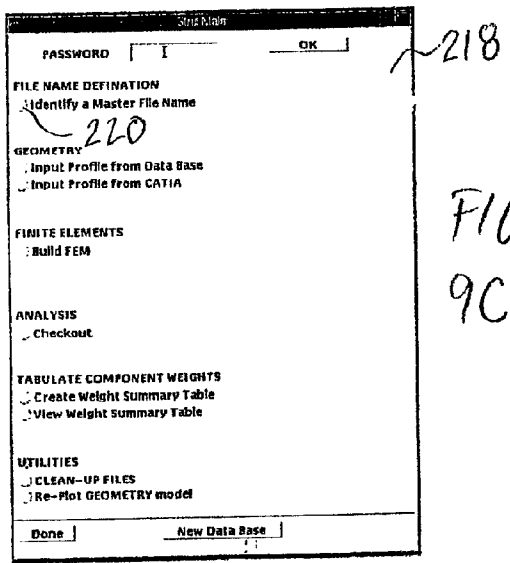 Main
PASSWORD OK
218
FILE NAME DEFINATION
Identify a Master File Name
220
GEOMETRY
Input Profile from Data Base
Input Profile from CATIA
FIG
9C
FINITE ELEMENTS
Build FEM
ANALYSIS
Checkout
TABULATE COMPONENT WEIGHTS
Create Weight Summary Table
View Weight Summary Table
UTILITIES
CLEAN-UP FILES
Re-Plot GEOMETRY model
Done New Data Base